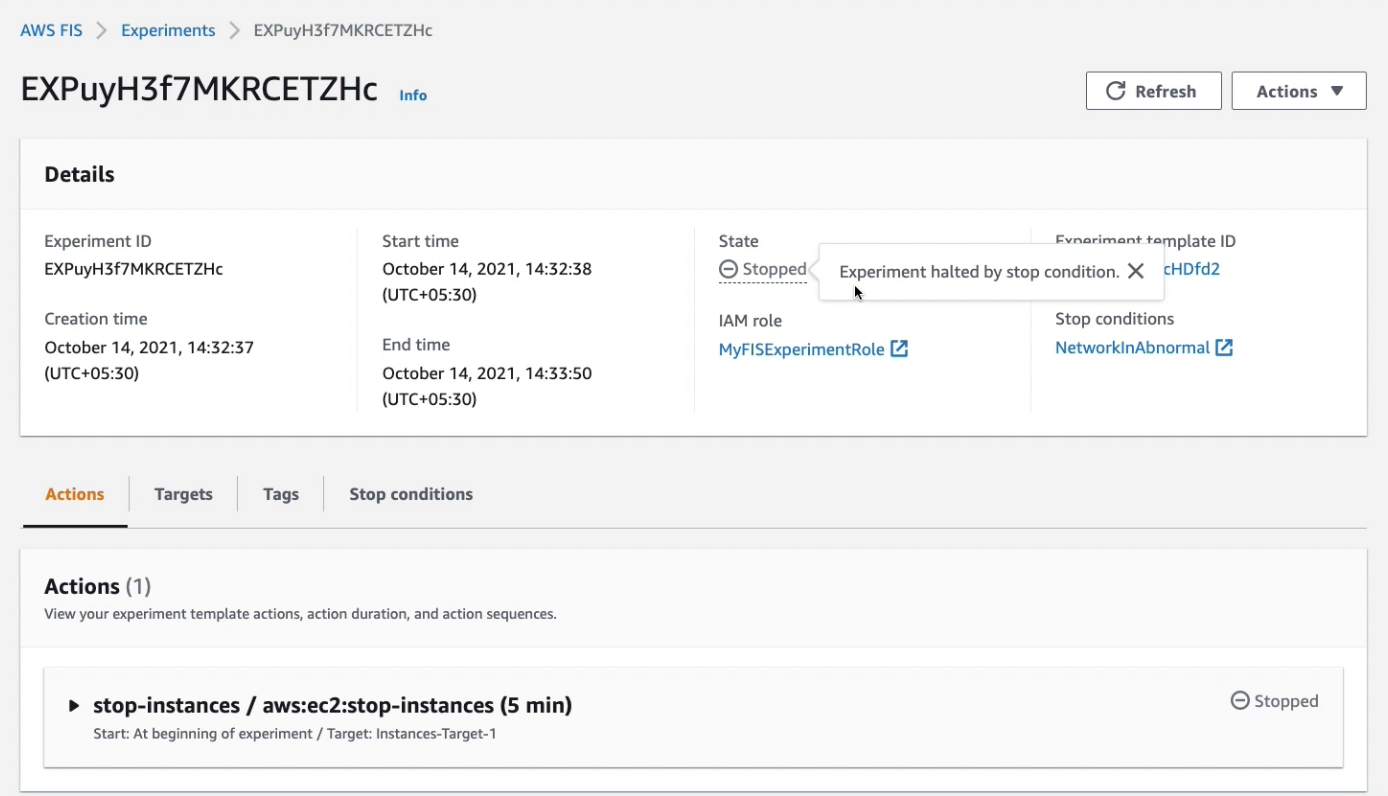 AWS FIS > Experiments > EXPuyH3f7MKRCETZHc
EXPuyH3f7MKRCETZHc Info
Refresh
Actions
Details
Experiment ID
EXPuyH3f7MKRCETZHc
Creation time
October 14, 2021, 14:32:37
(UTC+05:30)
Start time
October 14, 2021, 14:32:38
(UTC+05:30)
End time
October 14, 2021, 14:33:50
(UTC+05:30)
State
Stopped
Experiment halted by stop condition.
IAM role
MyFISExperimentRole
Experiment template ID
cHDfd2
Stop conditions
NetworkInAbnormal
Actions
Targets
Tags
Stop conditions
Actions (1)
View your experiment template actions, action duration, and action sequences.
stop-instances / aws:ec2:stop-instances (5 min)
Stopped
Start: At beginning of experiment / Target: Instances-Target-1